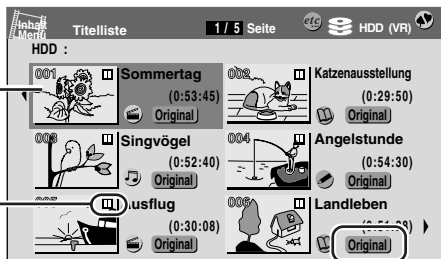 Inhalt
Menü
Titelliste
1 / 5 Seite
etc
HDD (VR)
HDD :
001
Sommertag
(0:53:45)
Original
002
Katzenausstellung
(0:29:50)
Original
003
Singvögel
(0:52:40)
Original
004
Angelstunde
(0:54:30)
Original
Ausflug
(0:30:08)
Original
006
Landleben
Original